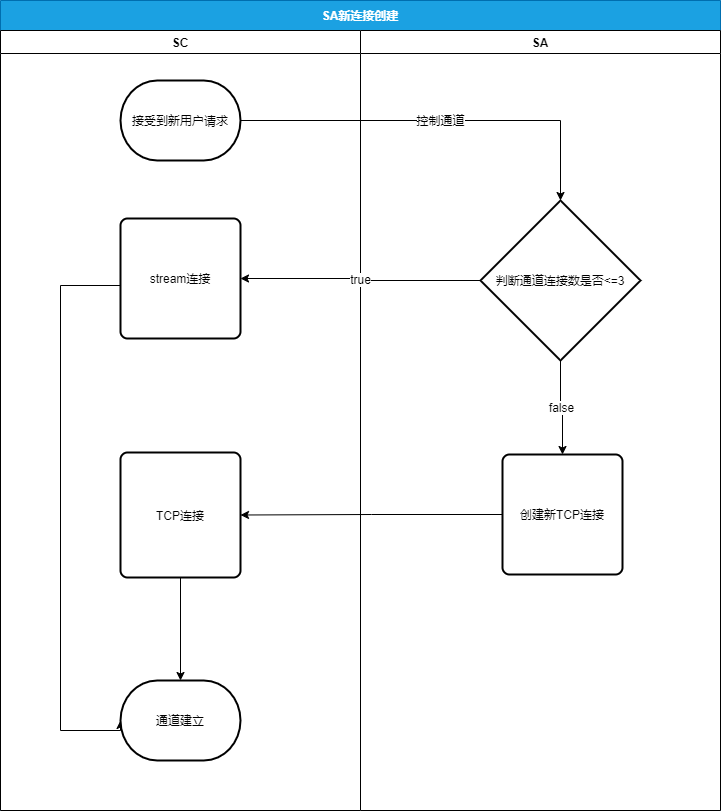 SA新连接创建
SC
SA
接受到新用户请求
控制通道
stream连接
true
判断通道连接数是否<=3
false
TCP连接
创建新TCP连接
通道建立